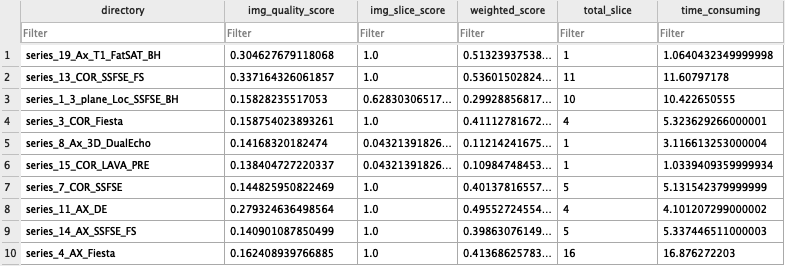 directory img_quality_score img_slice_score weighted_score total_slice time_consuming
Filter Filter Filter Filter Filter Filter
1 series_19_Ax_T1_FatSAT_BH 0.304627679118068 1.0 0.51323937538... 1 1.0640432349999998
2 series_13_COR_SSFSE_FS 0.337164326061857 1.0 0.53601502824... 11 11.60797178
3 series_1_3_plane_Loc_SSFSE_BH 0.15828235517053 0.62830306517... 0.29928856817... 10 10.422650555
4 series_3_COR_Fiesta 0.158754023893261 1.0 0.41112781672... 4 5.323629266000001
5 series_8_Ax_3D_DualEcho 0.14168320182474 0.04321391826... 0.11214241675... 1 3.116613253000004
6 series_15_COR_LAVA_PRE 0.138404727220337 0.04321391826... 0.10984748453... 1 1.0339409359999934
7 series_7_COR_SSFSE 0.144825950822469 1.0 0.40137816557... 5 5.131542379999999
8 series_11_AX_DE 0.279324636498564 1.0 0.49552724554... 4 4.101207299000002
9 series_14_AX_SSFSE_FS 0.140901087850499 1.0 0.39863076149... 5 5.337446511000003
10 series_4_AX_Fiesta 0.162408939766885 1.0 0.41368625783... 16 16.876272203